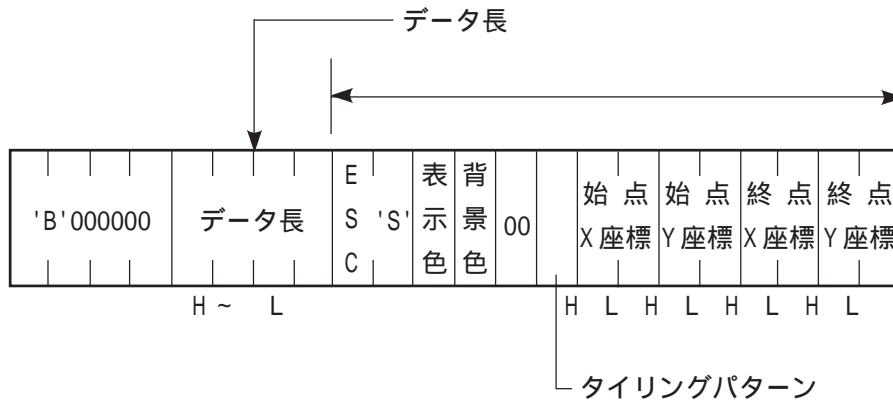 データ長
'B'000000
データ長
ESC
'S'
表示色
背景色
00
始点
X座標
始点
Y座標
終点
X座標
終点
Y座標
H ~ L
H L H L H L H L
タイリングパターン